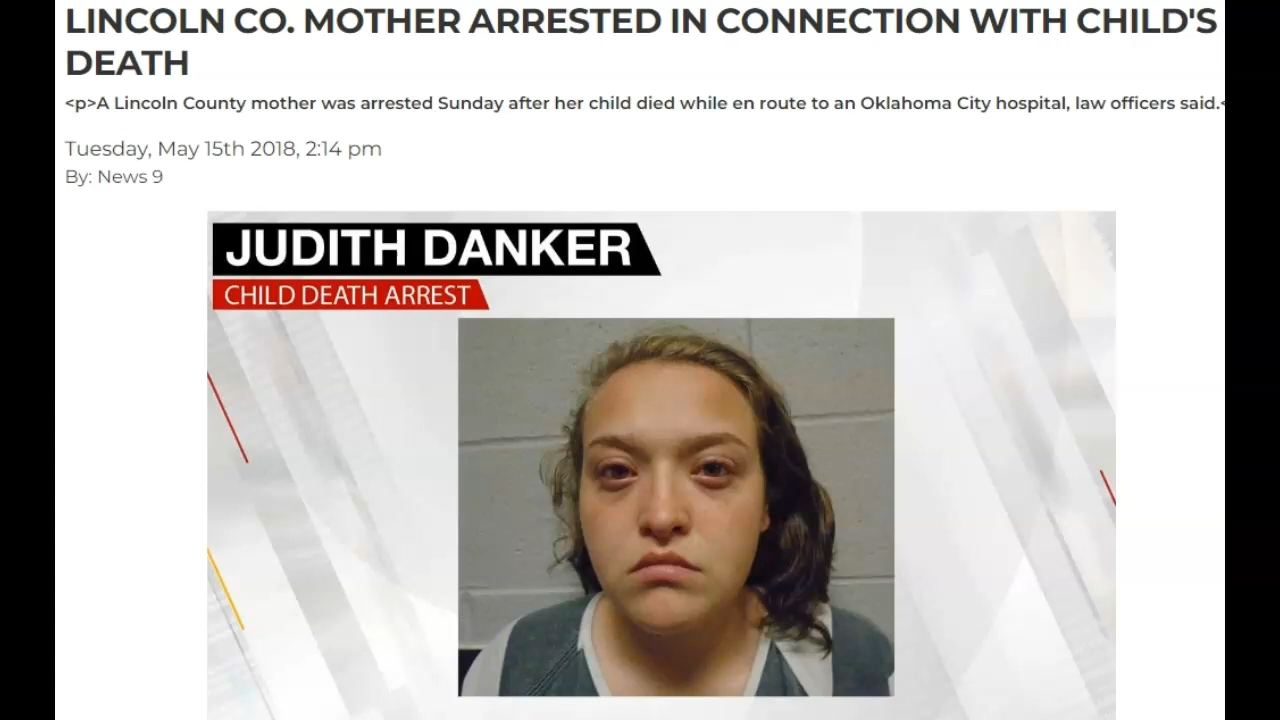 LINCOLN CO. MOTHER ARRESTED IN CONNECTION WITH CHILD'S
DEATH
<p>A Lincoln County mother was arrested Sunday after her child died while en route to an Oklahoma City hospital, law officers said.<
Tuesday, May 15th 2018, 2:14 pm
By: News 9
JUDITH DANKER
CHILD DEATH ARREST